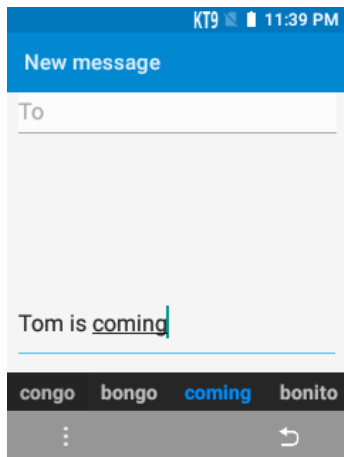 KT9 11:39 PM
New message
To
Tom is coming
congo bongo coming bonito